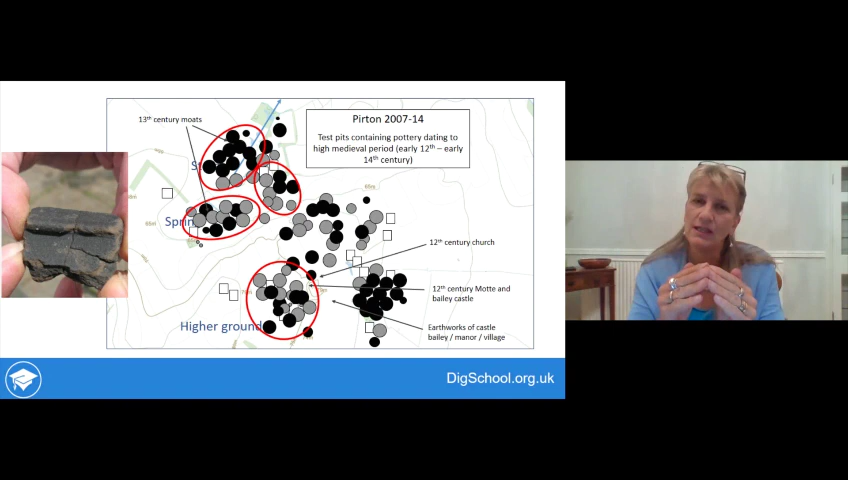 13th century moats
Pirton 2007-14
Test pits containing pottery dating to
high medieval period (early 12th – early
14th century)
Spring
12th century church
12th century Motte and
bailey castle
Earthworks of castle
bailey / manor / village
Higher ground
DigSchool.org.uk